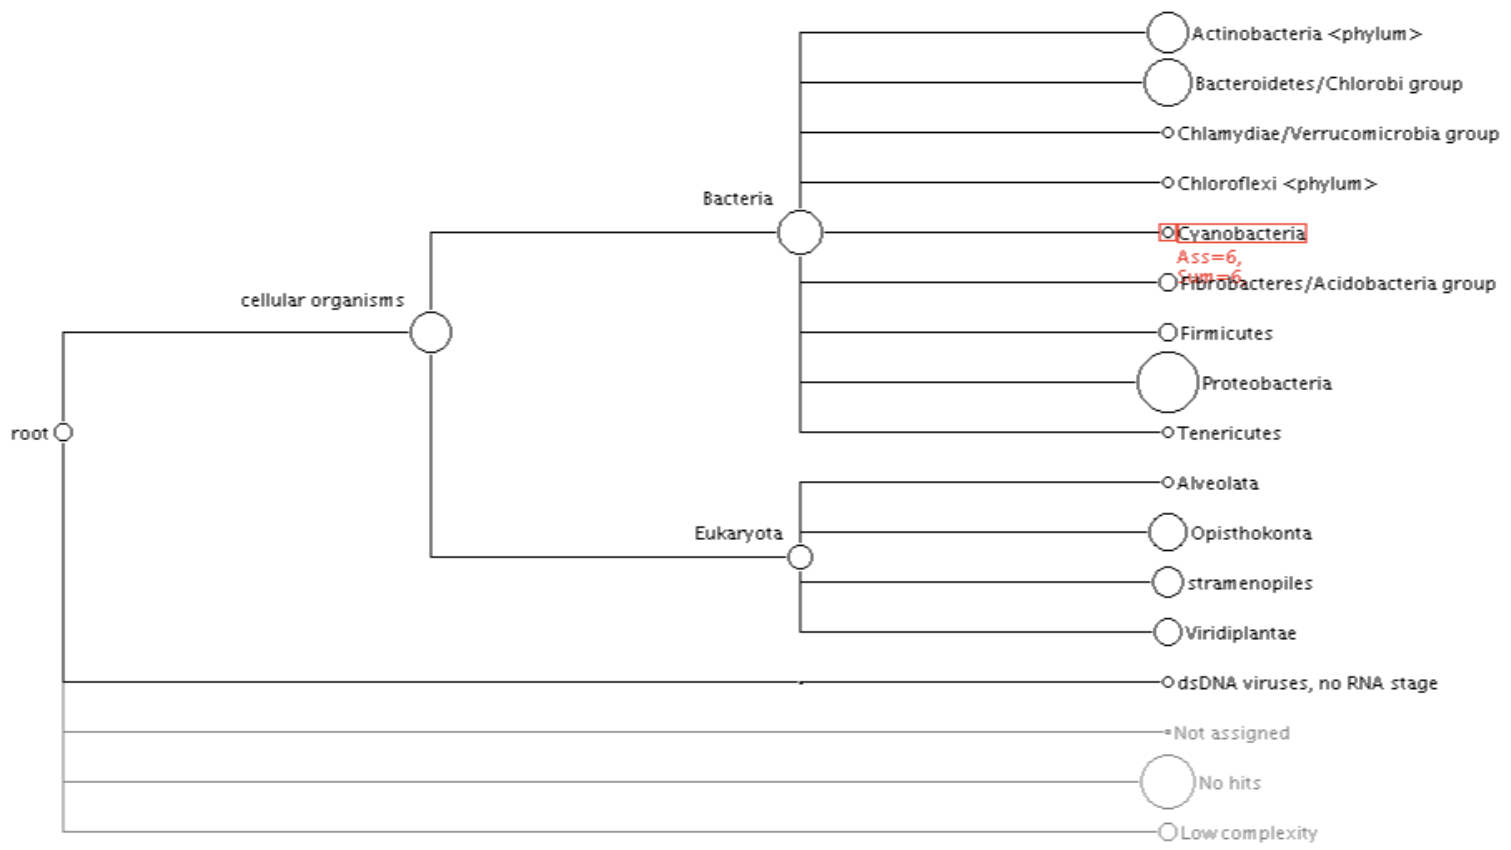 Actinobacteria <phylum>
Bacteroidetes/Chlorobi group
Chlamydiae/Verrucomicrobia group
Chloroflexi <phylum>
Bacteria
Cyanobacteria
Ass=6,
Sum=6
Fibrobacteres/Acidobacteria group
cellular organisms
Firmicutes
Proteobacteria
root
Tenericutes
Alveolata
Eukaryota
Opisthokonta
stramenopiles
Viridiplantae
dsDNA viruses, no RNA stage
Not assigned
No hits
Low complexity